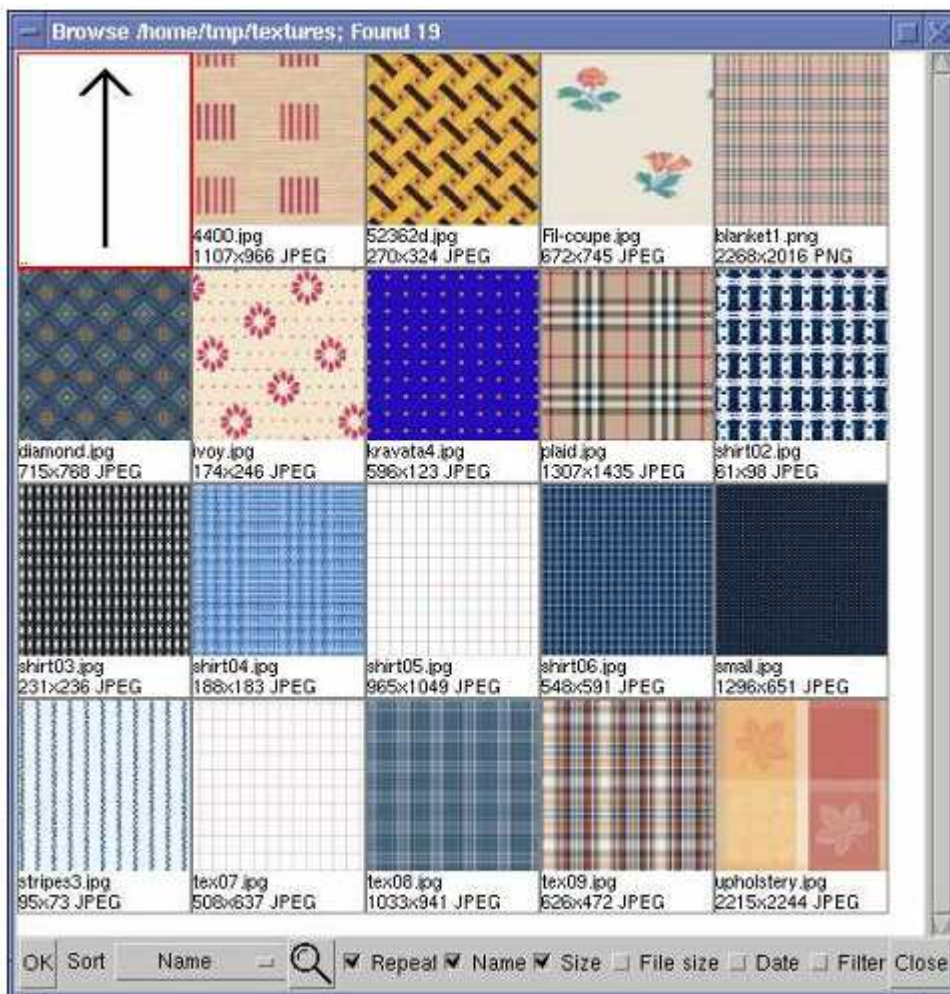 Browse /home/tmp/textures; Found 19
..
4400.jpg
1107x966 JPEG
52362d.jpg
270x324 JPEG
Fil-coupe.jpg
672x745 JPEG
blanket1.png
2268x2016 PNG
diamond.jpg
715x768 JPEG
ivoy.jpg
174x246 JPEG
kravata4.jpg
596x123 JPEG
plaid.jpg
1307x1435 JPEG
shirt02.jpg
61x98 JPEG
shirt03.jpg
231x236 JPEG
shirt04.jpg
188x183 JPEG
shirt05.jpg
965x1049 JPEG
shirt06.jpg
548x591 JPEG
small.jpg
1296x651 JPEG
stripes3.jpg
95x73 JPEG
tex07.jpg
508x637 JPEG
tex08.jpg
1033x941 JPEG
tex09.jpg
626x472 JPEG
upholstery.jpg
2215x2244 JPEG
OK Sort Name Repeat Name Size File size Date Filter Close